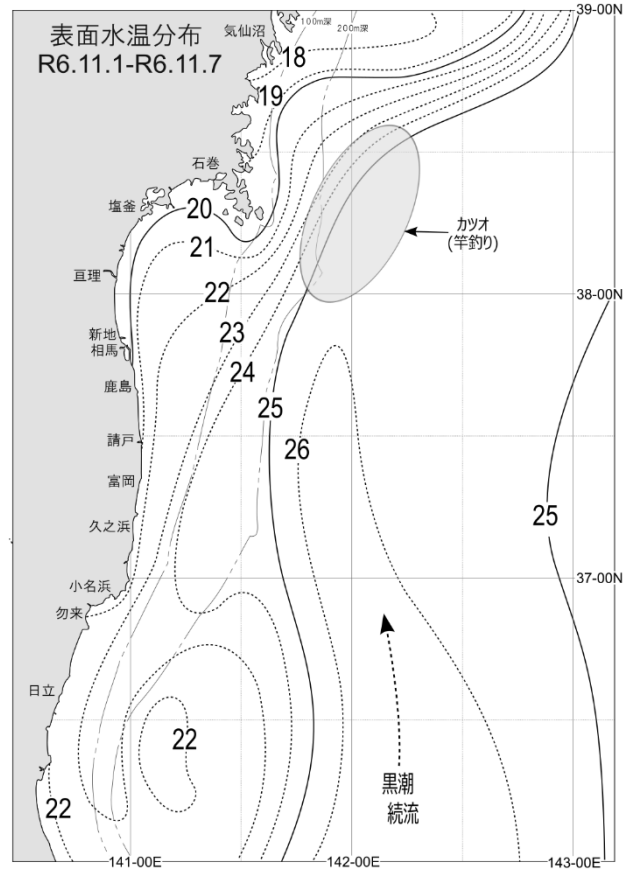 表面水温分布
R6.11.1-R6.11.7
気仙沼
100m深
200m深
39-00N
18
19
石巻
塩釜
20
カツオ
(竿釣り)
21
亘理
22
38-00N
新地
相馬
23
鹿島
24
25
請戸
26
富岡
25
久之浜
小名浜
37-00N
勿来
日立
22
黒潮
続流
22
141-00E
142-00E
143-00E